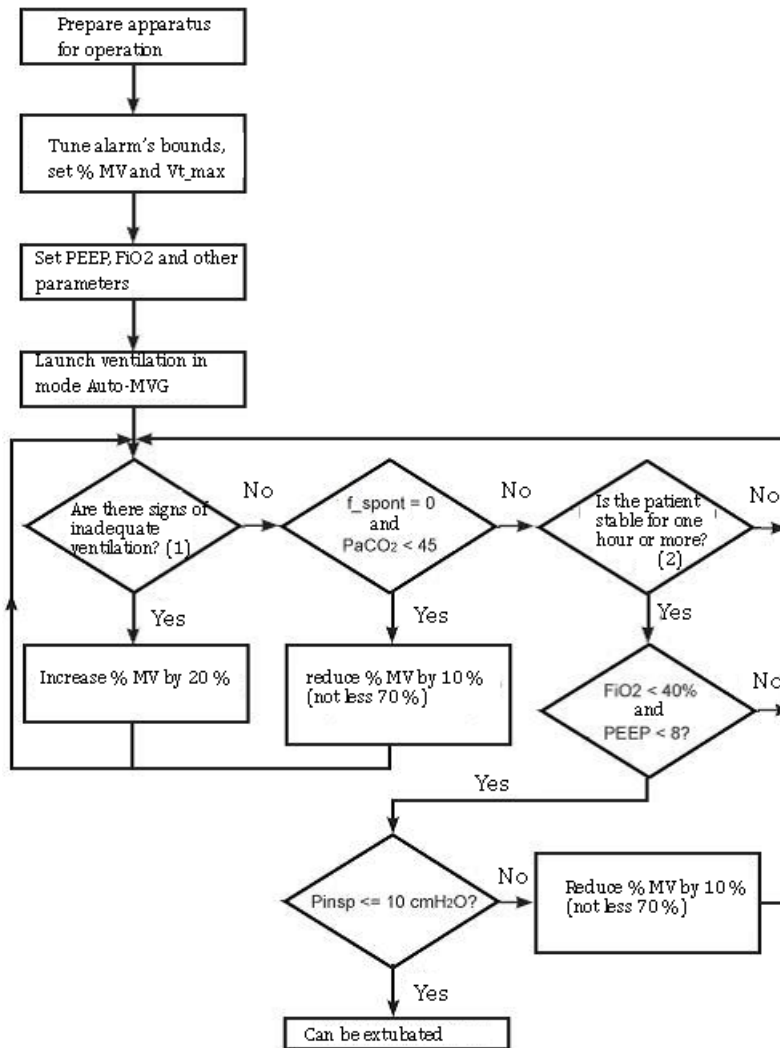 Prepare apparatus
for operation
Tune alarm's bounds,
set % MV and Vt_max
Set PEEP, FiO2 and other
parameters
Launch ventilation in
mode Auto-MVG
Are there signs of
inadequate
ventilation? (1)
No
Yes
Increase % MV by 20 %
f_spont = 0
and
PaCO2 < 45
No
Yes
reduce % MV by 10 %
(not less 70 %)
Is the patient
stable for one
hour or more?
(2)
No
Yes
FiO2 < 40%
and
PEEP < 8?
No
Yes
Pinsp <= 10 cmH2O?
No
Reduce % MV by 10 %
(not less 70 %)
Yes
Can be extubated